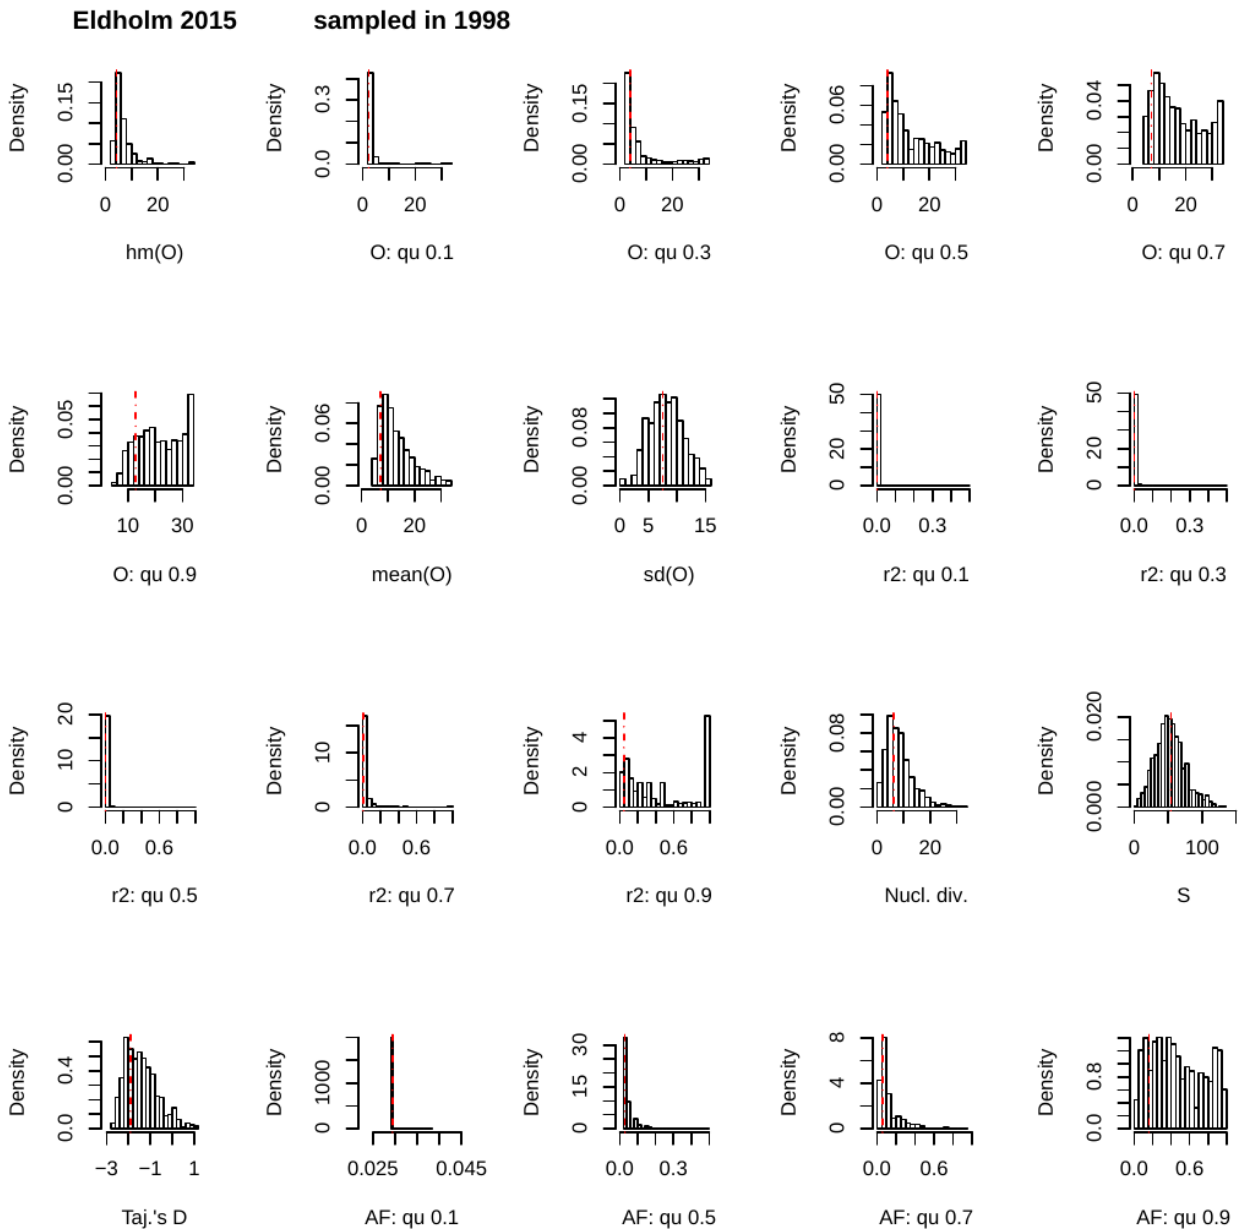 Eldholm 2015 sampled in 1998
Density 0.00 0.15 0 20 hm(O)
Density 0.0 0.3 0 20 O: qu 0.1
Density 0.00 0.15 0 20 O: qu 0.3
Density 0.00 0.06 0 20 O: qu 0.5
Density 0.00 0.04 0 20 O: qu 0.7
Density 0.00 0.05 10 30 O: qu 0.9
Density 0.00 0.06 0 20 mean(O)
Density 0.00 0.08 0 5 15 sd(O)
Density 0 20 50 0.0 0.3 r2: qu 0.1
Density 0 20 50 0.0 0.3 r2: qu 0.3
Density 0 10 20 0.0 0.6 r2: qu 0.5
Density 0 10 0.0 0.6 r2: qu 0.7
Density 0 2 4 0.0 0.6 r2: qu 0.9
Density 0.00 0.08 0 20 Nucl. div.
Density 0.000 0.020 0 100 S
Density 0.0 0.4 −3 −1 1 Taj.'s D
Density 0 1000 0.025 0.045 AF: qu 0.1
Density 0 15 30 0.0 0.3 AF: qu 0.5
Density 0 4 8 0.0 0.6 AF: qu 0.7
Density 0.0 0.8 0.0 0.6 AF: qu 0.9